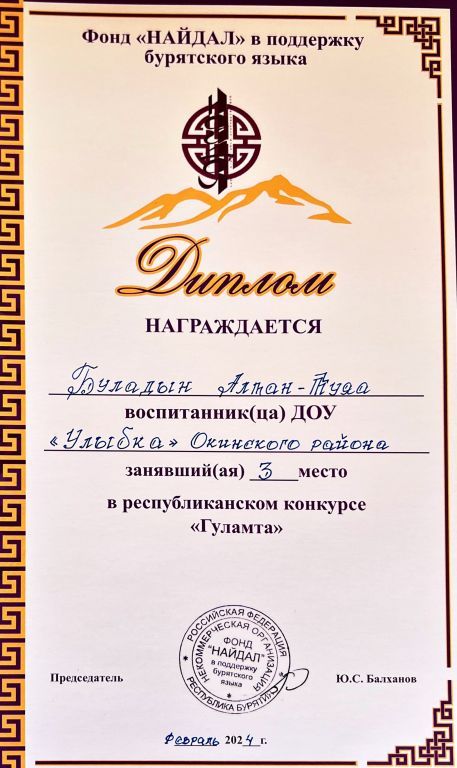 Фонд «НАЙДАЛ» в поддержку
бурятского языка
Диплом
НАГРАЖДАЕТСЯ
Буладын Алтан-Туяа
воспитанник(ца) ДОУ
«Улыбка» Окинского района
занявший(ая) 3 место
в республиканском конкурсе
«Гуламта»
РОССИЙСКАЯ ФЕДЕРАЦИЯ
НЕКОММЕРЧЕСКАЯ ОРГАНИЗАЦИЯ
ФОНД
"НАЙДАЛ"
в поддержку
бурятского
языка
РЕСПУБЛИКА БУРЯТИЯ
Председатель Ю.С. Балханов
Февраль 2024 г.